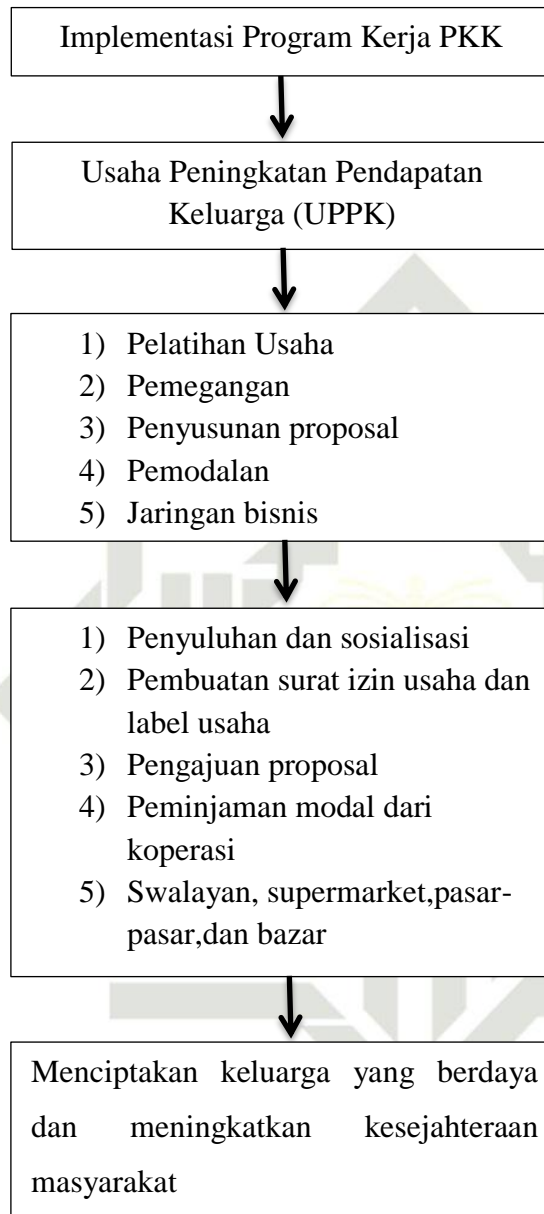 Implementasi Program Kerja PKK
Usaha Peningkatan Pendapatan
Keluarga (UPPK)
1) Pelatihan Usaha
2) Pemegangan
3) Penyusunan proposal
4) Pemodalan
5) Jaringan bisnis
1) Penyuluhan dan sosialisasi
2) Pembuatan surat izin usaha dan
label usaha
3) Pengajuan proposal
4) Peminjaman modal dari
koperasi
5) Swalayan, supermarket,pasar-
pasar,dan bazar
Menciptakan keluarga yang berdaya
dan meningkatkan kesejahteraan
masyarakat